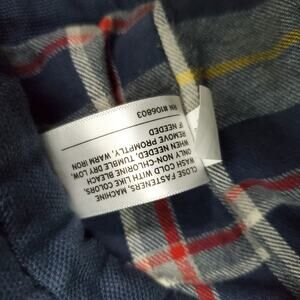 CLOSE FASTENERS, MACHINE
WASH COLD WITH LIKE COLORS,
ONLY NON-CHLORINE BLEACH
WHEN NEEDED, TUMBLE DRY LOW,
REMOVE PROMPTLY, WARM IRON
IF NEEDED
RN #106803